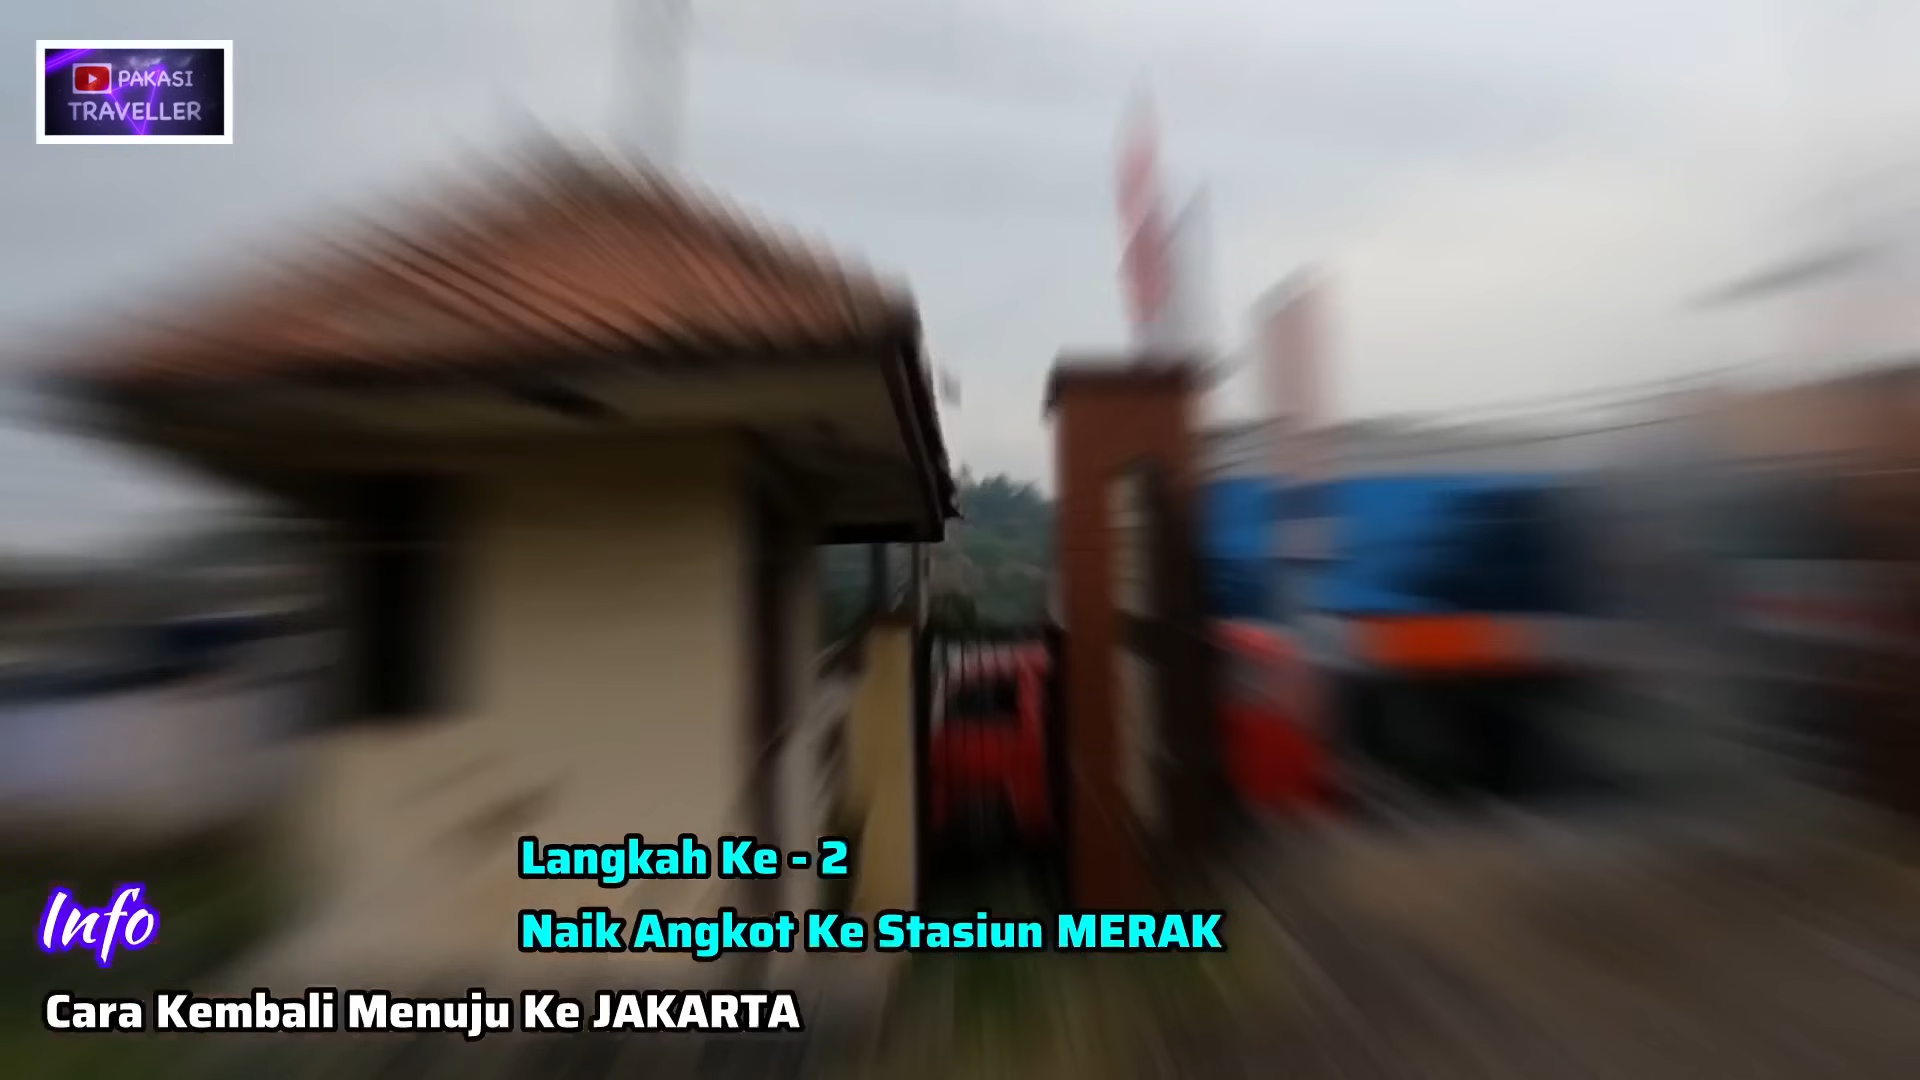 PAKASI
TRAVELLER
Langkah Ke - 2
Naik Angkot Ke Stasiun MERAK
Info
Cara Kembali Menuju Ke JAKARTA